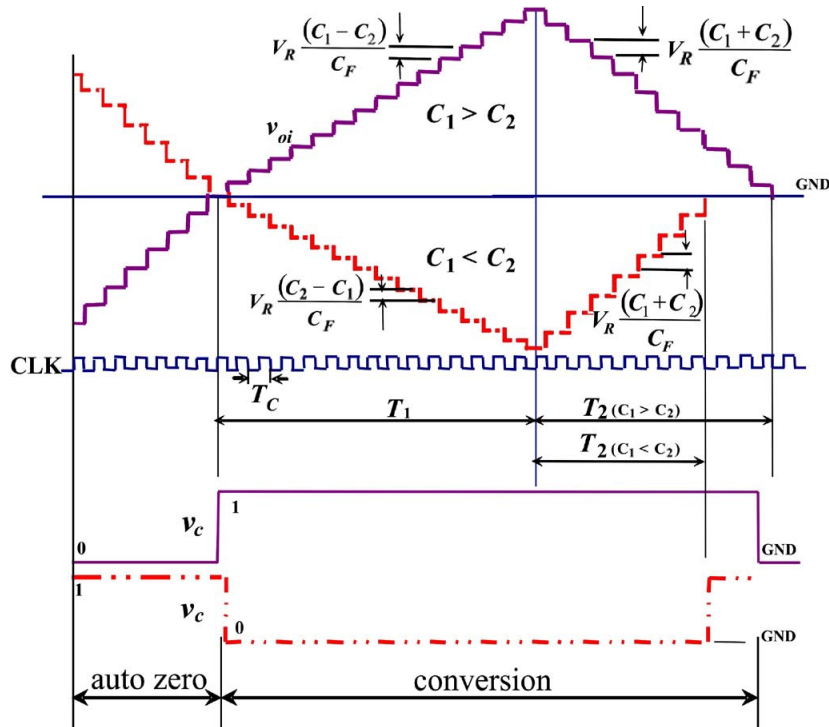 V_R (C_1 − C_2) / C_F
V_R (C_1 + C_2) / C_F
v_oi
C_1 > C_2
GND
C_1 < C_2
V_R (C_2 − C_1) / C_F
V_R (C_1 + C_2) / C_F
CLK
T_C
T_1
T_2 (C_1 > C_2)
T_2 (C_1 < C_2)
v_c
1
0
GND
1
v_c
0
GND
auto zero
conversion